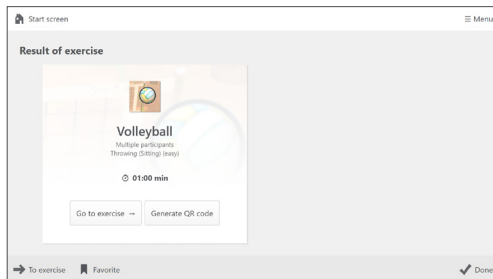 Start screen
☰ Menu
Result of exercise
Volleyball
Multiple participants
Throwing (Sitting) (easy)
01:00 min
Go to exercise →
Generate QR code
To exercise
Favorite
Done